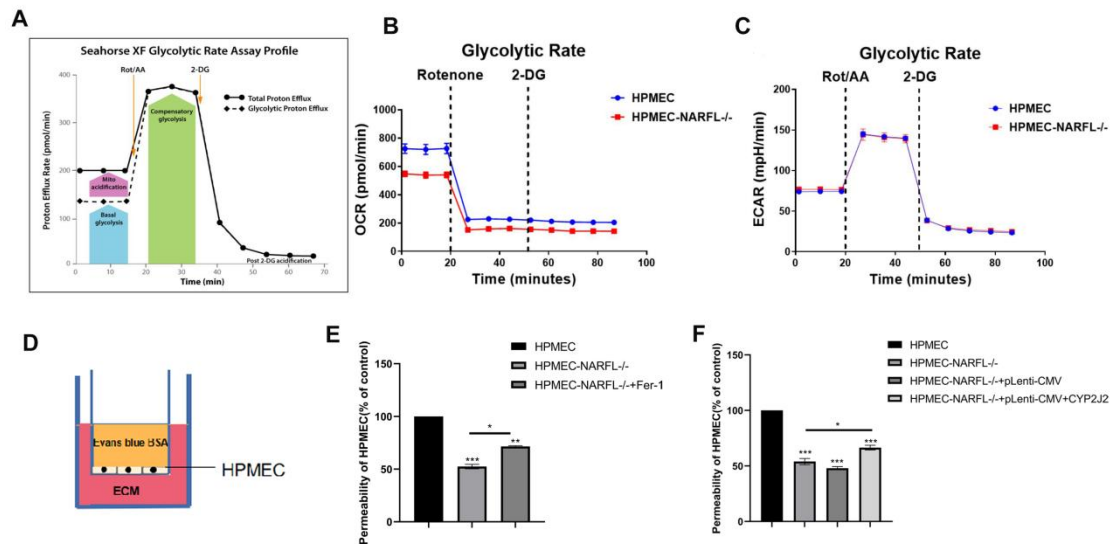 A
Seahorse XF Glycolytic Rate Assay Profile
Rot/AA
2-DG
Total Proton Efflux
Glycolytic Proton Efflux
Compensatory
glycolysis
Mito
acidification
Basal
glycolysis
Post 2-DG acidification
Proton Efflux Rate (pmol/min)
400
300
200
100
0
0 10 20 30 40 50 60 70
Time (min)
B
Glycolytic Rate
Rotenone 2-DG
HPMEC
HPMEC-NARFL-/-
OCR (pmol/min)
1000
800
600
400
200
0
0 20 40 60 80 100
Time (minutes)
C
Glycolytic Rate
Rot/AA 2-DG
HPMEC
HPMEC-NARFL-/-
ECAR (mpH/min)
200
150
100
50
0
0 20 40 60 80 100
Time (minutes)
D
Evans blue BSA
HPMEC
ECM
E
HPMEC
HPMEC-NARFL-/-
HPMEC-NARFL-/-+Fer-1
Permeability of HPMEC(% of control)
150
100
50
0
*
***
**
F
HPMEC
HPMEC-NARFL-/-
HPMEC-NARFL-/-+pLenti-CMV
HPMEC-NARFL-/-+pLenti-CMV+CYP2J2
Permeability of HPMEC(% of control)
150
100
50
0
*
***
***
***